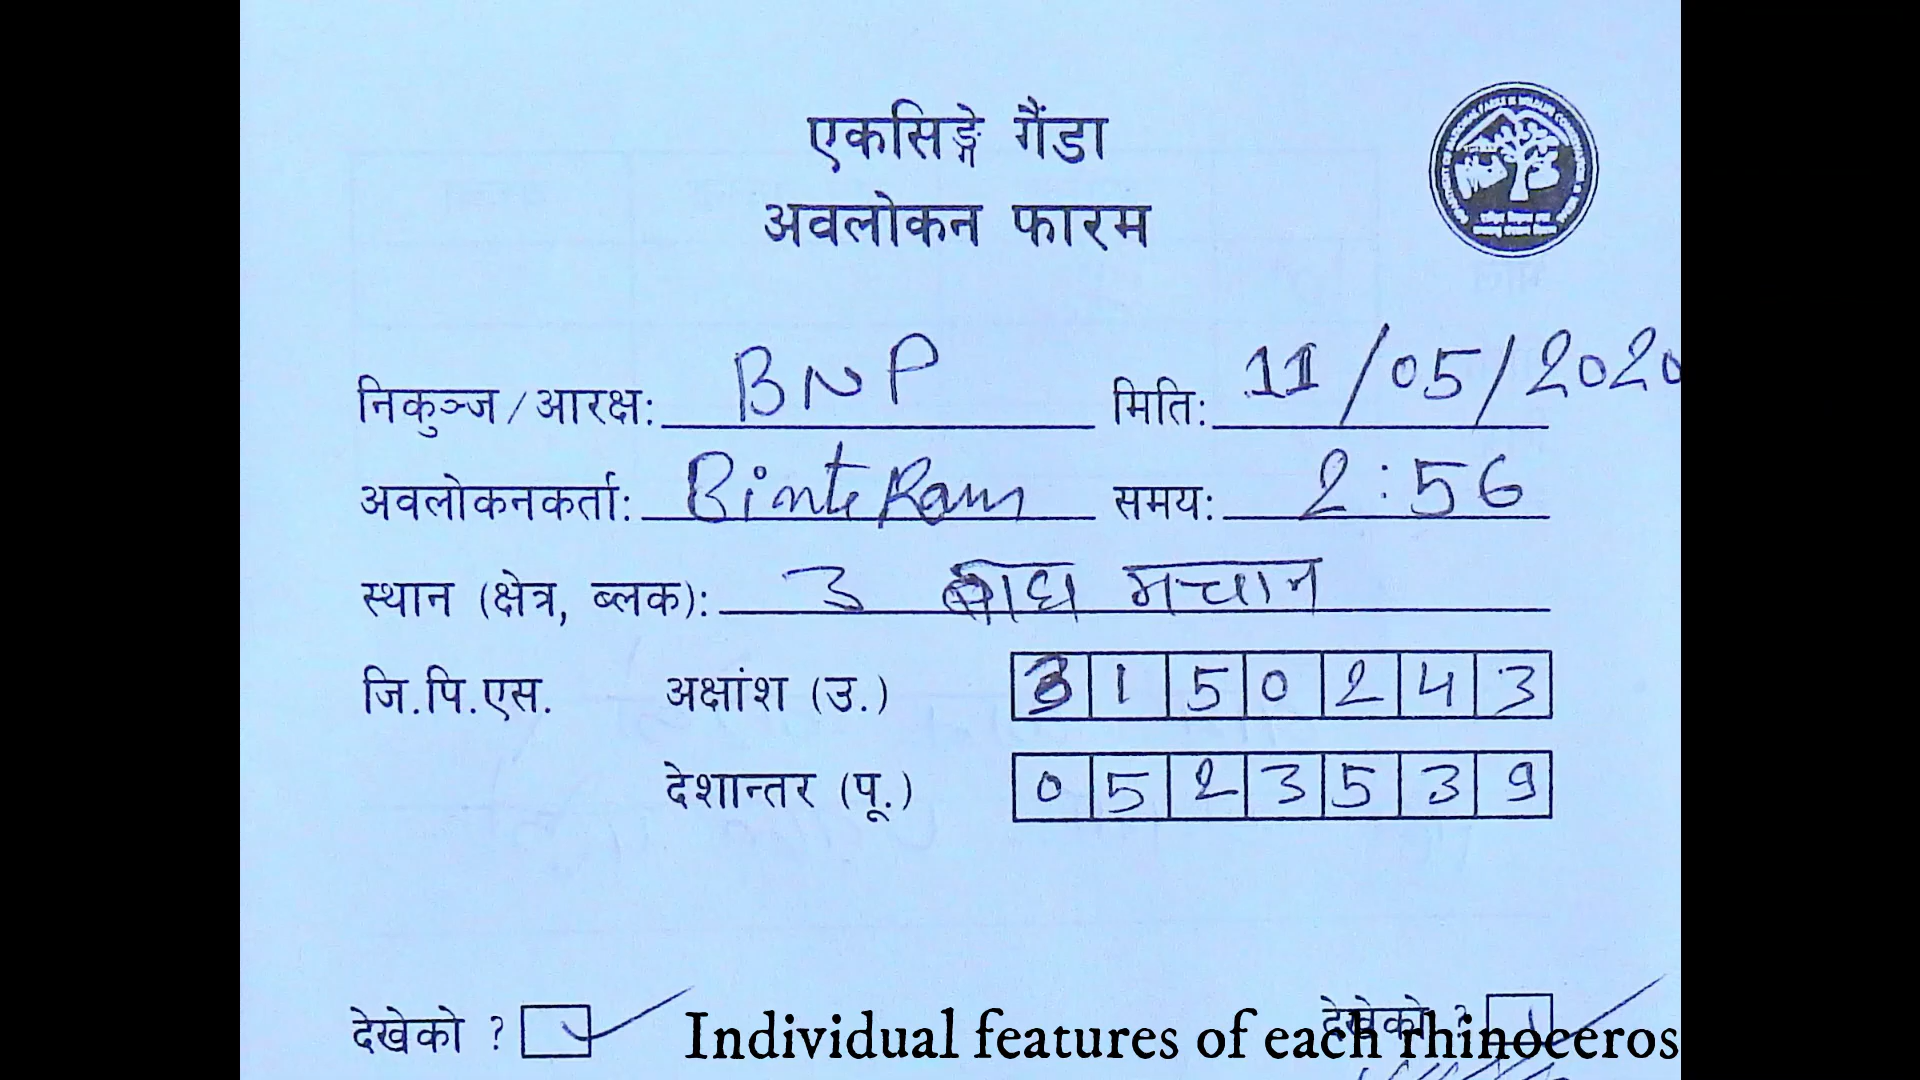 एकसिङ्गे गैंडा
अवलोकन फारम
निकुञ्ज/आरक्ष: BNP मिति: 11/05/2020
अवलोकनकर्ता: Ram समय: 2:56
स्थान (क्षेत्र, ब्लक): 3 बाघ मचान
जि.पि.एस. अक्षांश (उ.) 3 1 5 0 2 4 3
देशान्तर (पू.) 0 5 2 3 5 3 9
देखेको ? देखेको ?
Individual features of each rhinoceros